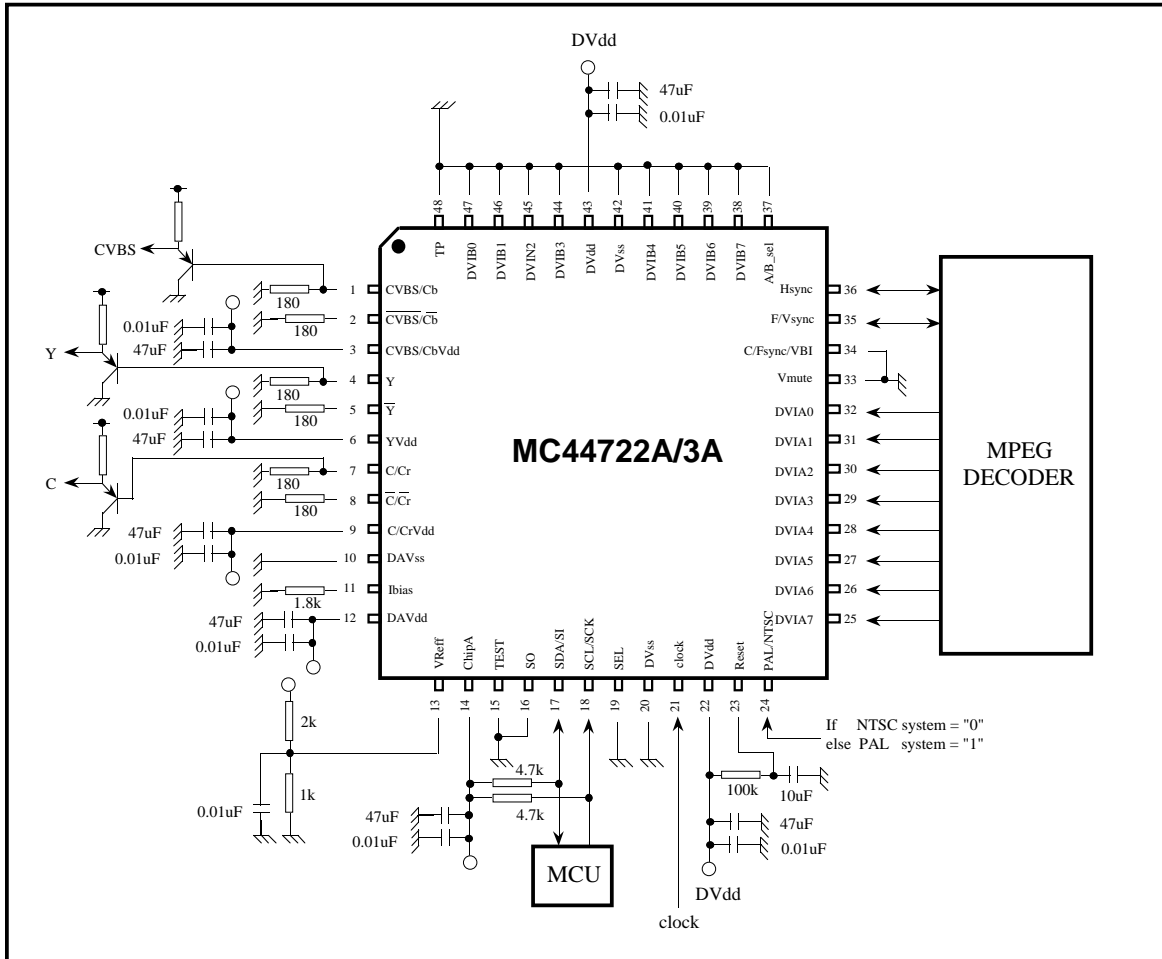 DVdd
47uF
0.01uF
48
47
46
45
44
43
42
41
40
39
38
37
TP
DVIB0
DVIB1
DVIN2
DVIB3
DVdd
DVss
DVIB4
DVIB5
DVIB6
DVIB7
A/B_sel
CVBS
180
1
CVBS/Cb
180
2
CVBS/Cb
0.01uF
47uF
3
CVBS/CbVdd
Y
180
4
Y
180
5
Y
0.01uF
47uF
6
YVdd
C
180
7
C/Cr
180
8
C/Cr
47uF
0.01uF
9
C/CrVdd
10
DAVss
1.8k
11
Ibias
47uF
0.01uF
12
DAVdd
MC44722A/3A
Hsync
36
F/Vsync
35
C/Fsync/VBI
34
Vmute
33
DVIA0
32
DVIA1
31
DVIA2
30
DVIA3
29
DVIA4
28
DVIA5
27
DVIA6
26
DVIA7
25
MPEG
DECODER
VReff
ChipA
TEST
SO
SDA/SI
SCL/SCK
SEL
DVss
clock
DVdd
Reset
PAL/NTSC
13
14
15
16
17
18
19
20
21
22
23
24
If NTSC system = "0"
else PAL system = "1"
2k
1k
0.01uF
4.7k
4.7k
47uF
0.01uF
MCU
100k
10uF
47uF
0.01uF
DVdd
clock